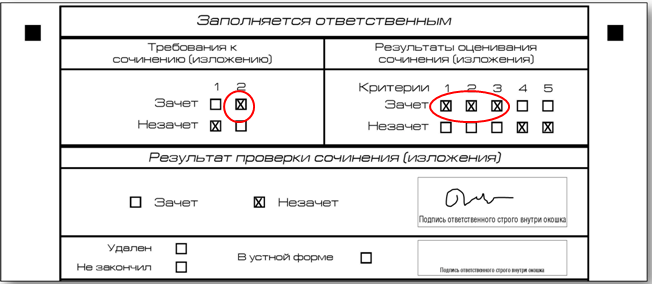 Заполняется ответственным
Требования к
сочинению (изложению)
Результаты оценивания
сочинения (изложения)
1 2
Зачет
Незачет
Критерии 1 2 3 4 5
Зачет
Незачет
Результат проверки сочинения (изложения)
Зачет
Незачет
Подпись ответственного строго внутри окошка
Удален
Не закончил
В устной форме
Подпись ответственного строго внутри окошка